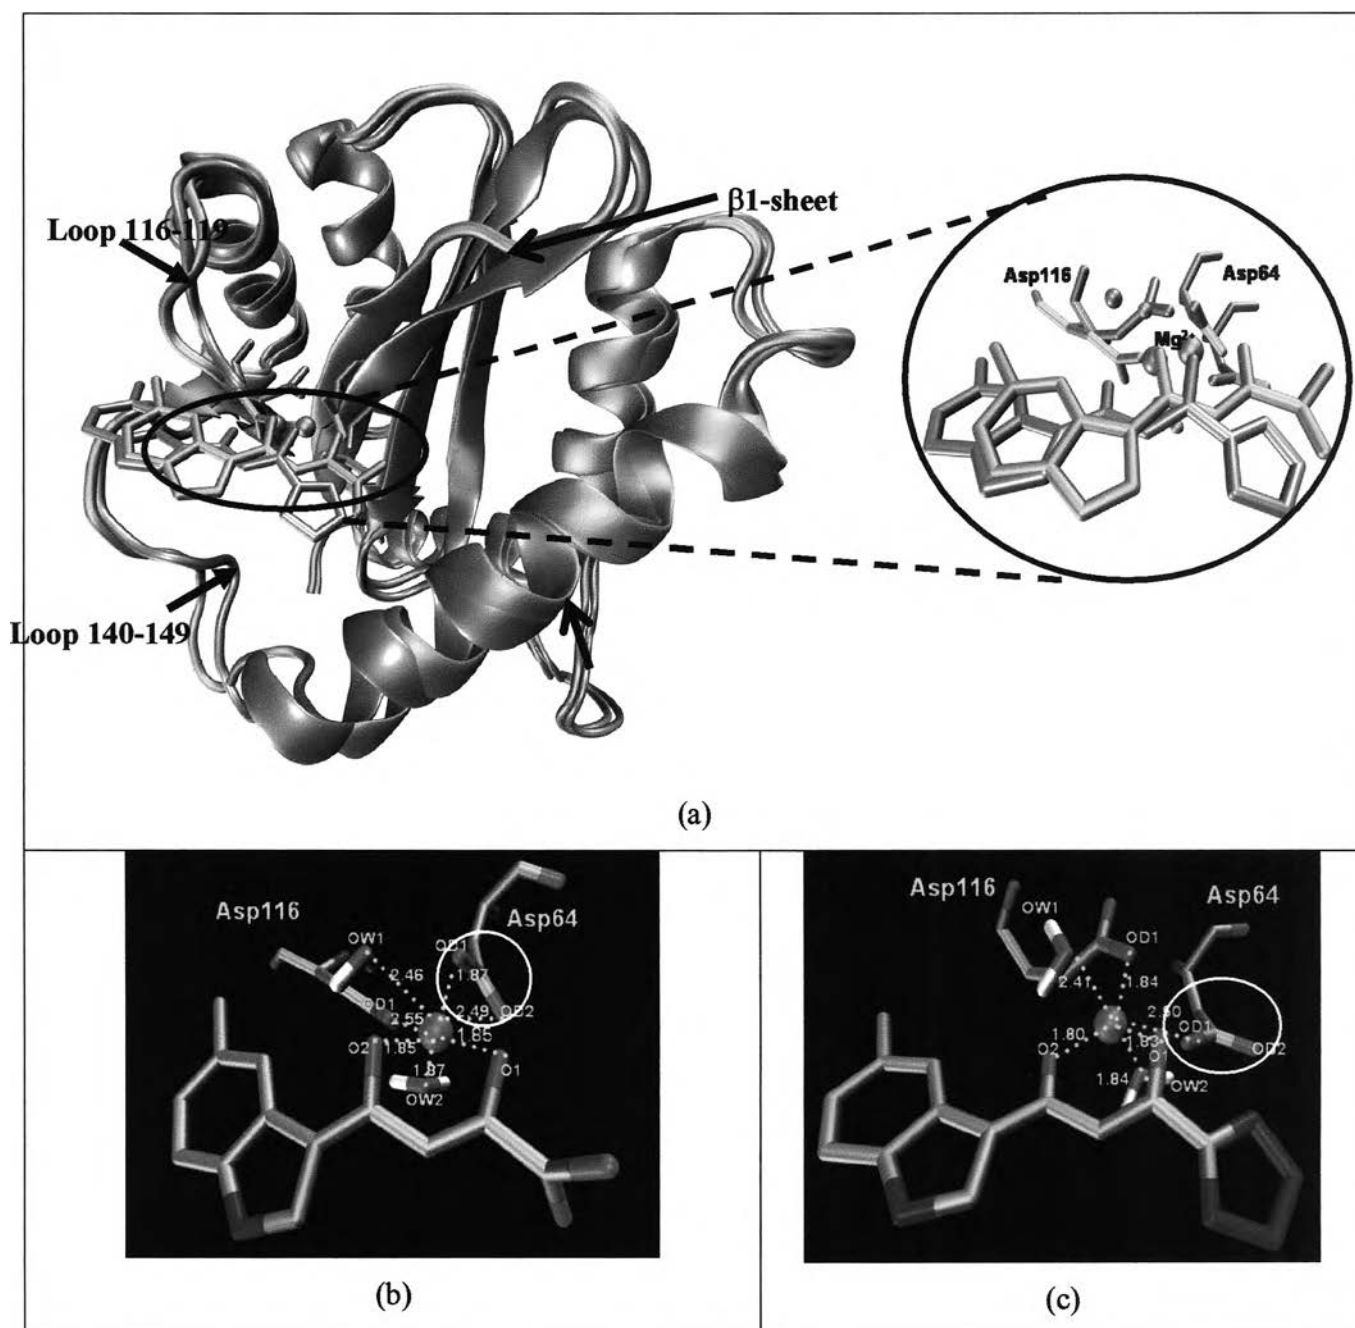 β1-sheet
Loop 116-119
Asp116
Asp64
Mg²⁺
Loop 140-149
(a)
Asp116
Asp64
OW1
OD1
2.46
1.87
OD1
2.49
OD2
2.55
1.85
O2
1.85
O1
1.87
OW2
(b)
Asp116
Asp64
OW1
OD1
2.41
1.84
2.50
1.80
OD1
1.83
O2
O1
OD2
1.84
OW2
(c)